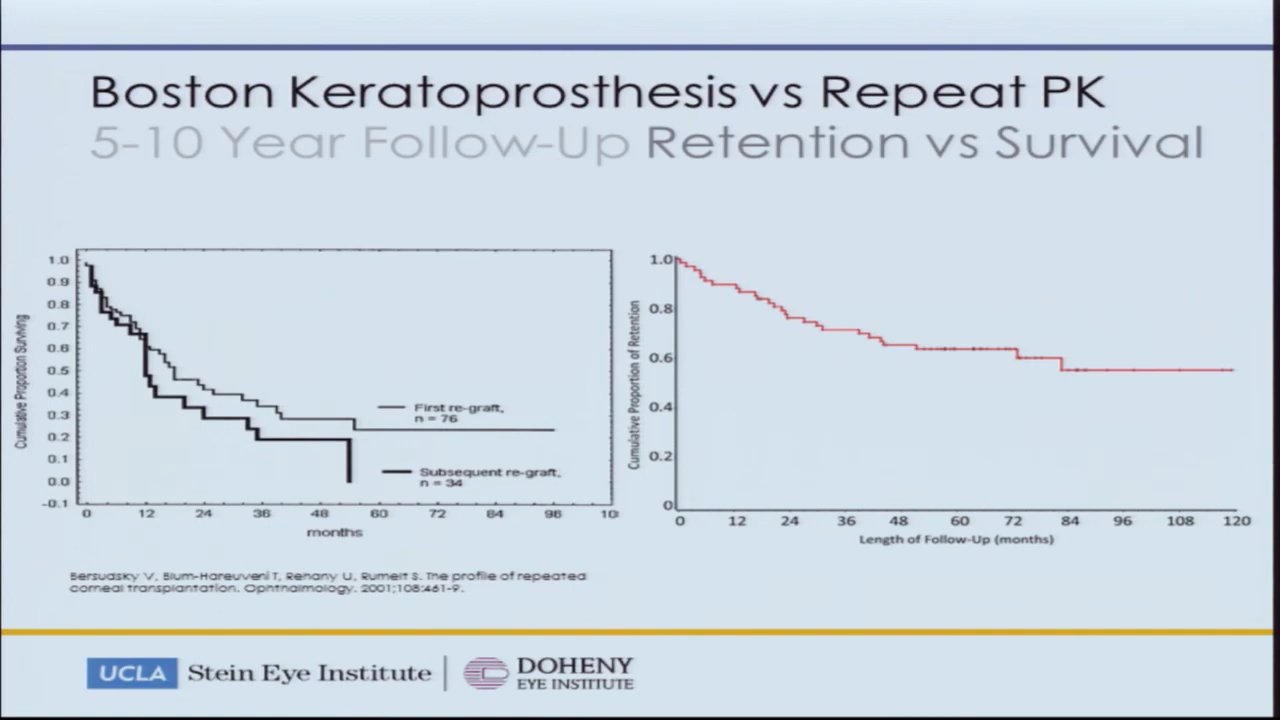 Boston Keratoprosthesis vs Repeat PK
5-10 Year Follow-Up Retention vs Survival
Cumulative Proportion Surviving
1.0
0.9
0.8
0.7
0.6
0.5
0.4
0.3
0.2
0.1
0.0
-0.1
First re-graft,
n = 76
Subsequent re-graft,
n = 34
0 12 24 36 48 60 72 84 96 10
months
Cumulative Proportion of Retention
1.0
0.8
0.6
0.4
0.2
0
0 12 24 36 48 60 72 84 96 108 120
Length of Follow-Up (months)
Bersudsky V, Blum-Hareuveni T, Rehany U, Rumelt S. The profile of repeated
corneal transplantation. Ophthalmology. 2001;108:461-9.
UCLA Stein Eye Institute
DOHENY
EYE INSTITUTE